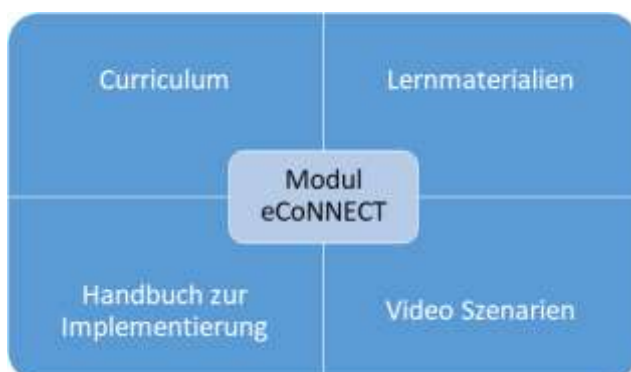 Curriculum
Lernmaterialien
Modul
eCoNNECT
Handbuch zur
Implementierung
Video Szenarien